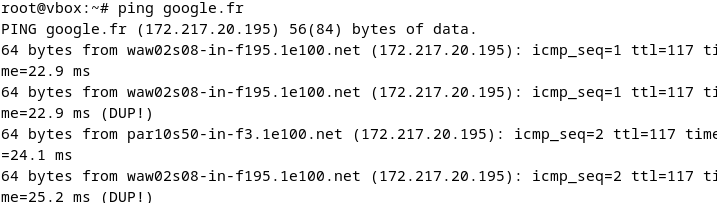 root@vbox:~# ping google.fr
PING google.fr (172.217.20.195) 56(84) bytes of data.
64 bytes from waw02s08-in-f195.1e100.net (172.217.20.195): icmp_seq=1 ttl=117 ti
me=22.9 ms
64 bytes from waw02s08-in-f195.1e100.net (172.217.20.195): icmp_seq=1 ttl=117 ti
me=22.9 ms (DUP!)
64 bytes from par10s50-in-f3.1e100.net (172.217.20.195): icmp_seq=2 ttl=117 time
=24.1 ms
64 bytes from waw02s08-in-f195.1e100.net (172.217.20.195): icmp_seq=2 ttl=117 ti
me=25.2 ms (DUP!)